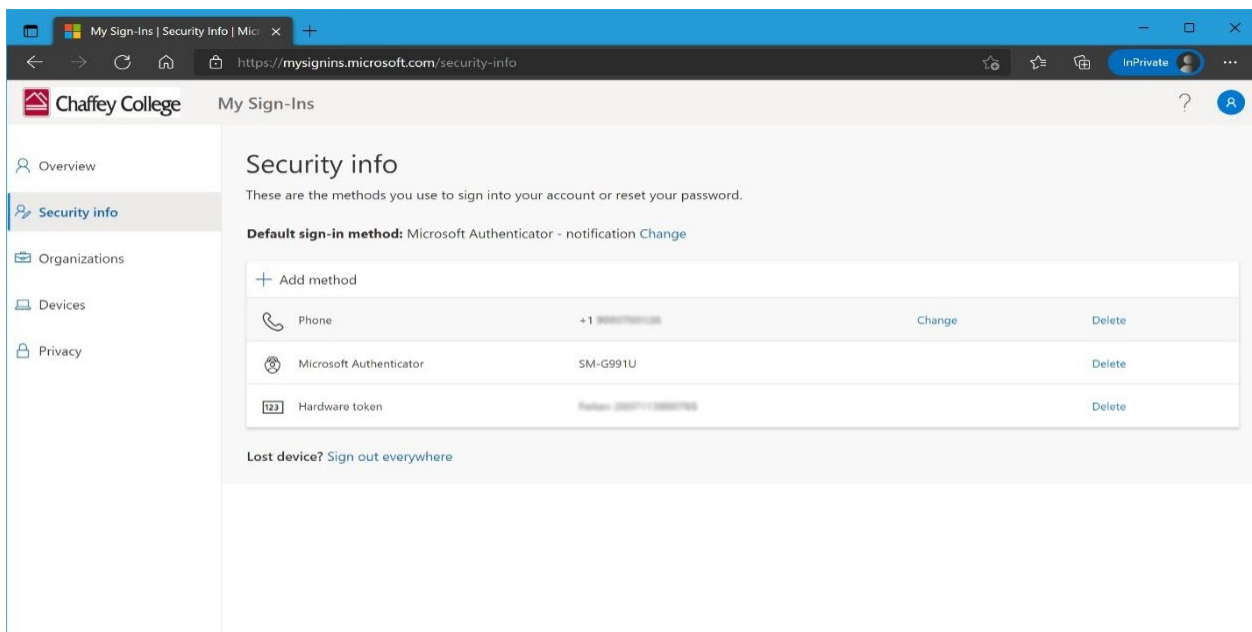 My Sign-Ins | Security Info | Micr
https://mysignins.microsoft.com/security-info
InPrivate
Chaffey College My Sign-Ins ? A
Overview
Security info
Organizations
Devices
Privacy
Security info
These are the methods you use to sign into your account or reset your password.
Default sign-in method: Microsoft Authenticator - notification Change
+ Add method
Phone +1 Change Delete
Microsoft Authenticator SM-G991U Delete
123 Hardware token Delete
Lost device? Sign out everywhere